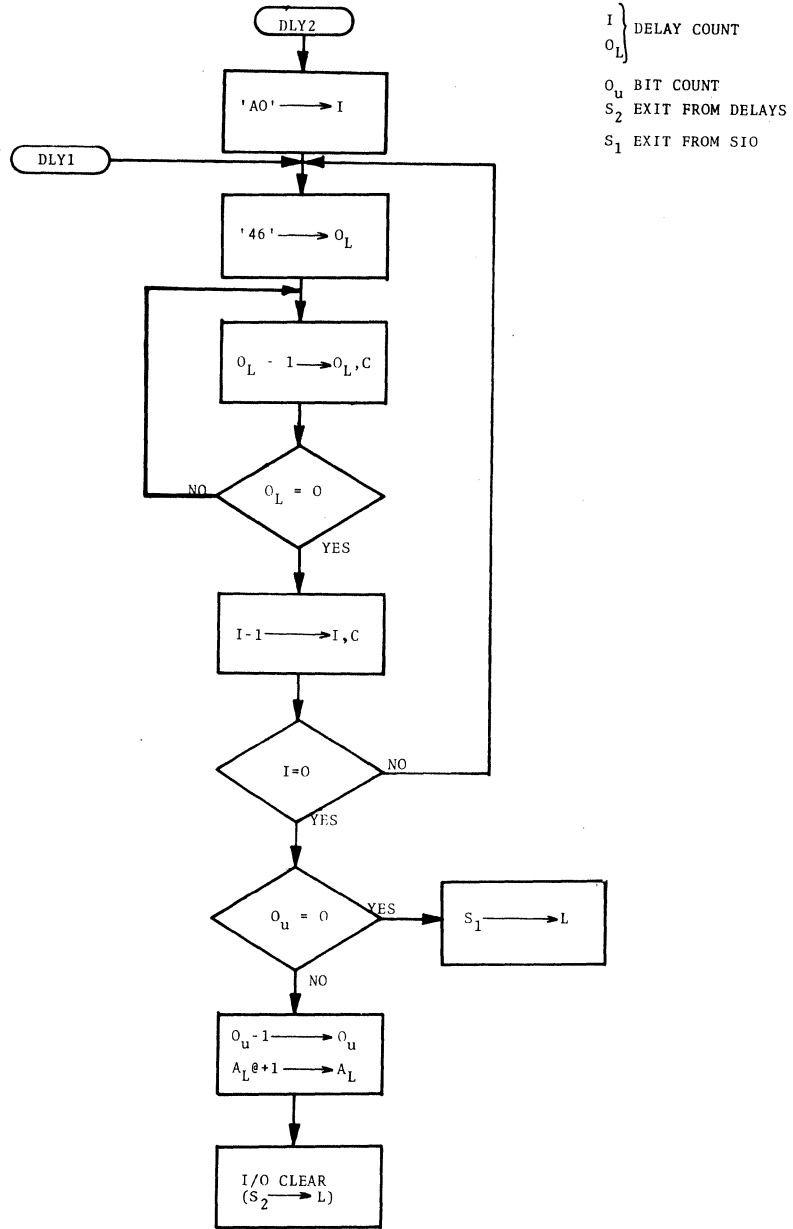 DLY2
I
O_L } DELAY COUNT
O_u BIT COUNT
S_2 EXIT FROM DELAYS
S_1 EXIT FROM SIO
'A0' → I
DLY1
'46' → O_L
O_L - 1 → O_L,C
O_L = 0
NO
YES
I-1 → I,C
I=0
NO
YES
O_u = 0
YES
S_1 → L
NO
O_u-1 → O_u
A_L@+1 → A_L
I/O CLEAR
(S_2 → L)